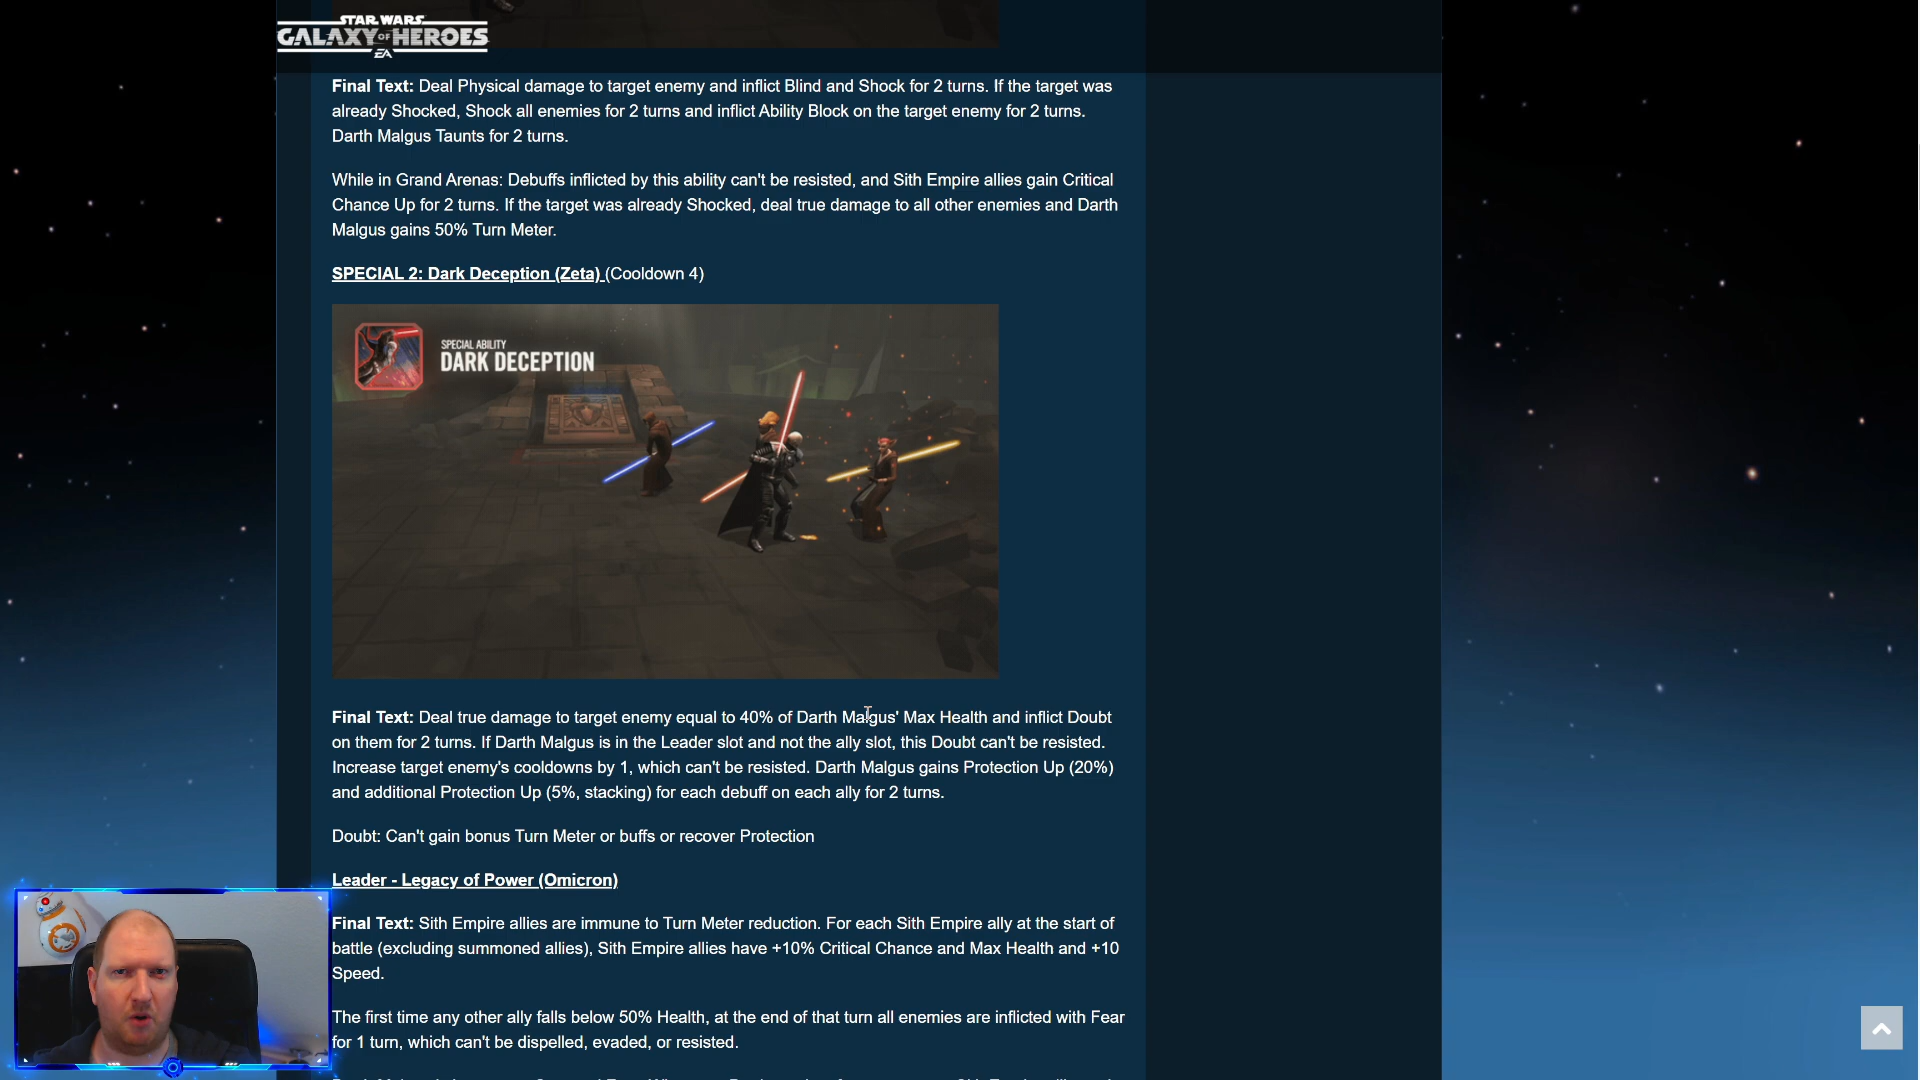 STAR WARS
GALAXY OF HEROES
EA
Final Text: Deal Physical damage to target enemy and inflict Blind and Shock for 2 turns. If the target was
already Shocked, Shock all enemies for 2 turns and inflict Ability Block on the target enemy for 2 turns.
Darth Malgus Taunts for 2 turns.
While in Grand Arenas: Debuffs inflicted by this ability can't be resisted, and Sith Empire allies gain Critical
Chance Up for 2 turns. If the target was already Shocked, deal true damage to all other enemies and Darth
Malgus gains 50% Turn Meter.
SPECIAL 2: Dark Deception (Zeta) (Cooldown 4)
SPECIAL ABILITY
DARK DECEPTION
Final Text: Deal true damage to target enemy equal to 40% of Darth Malgus' Max Health and inflict Doubt
on them for 2 turns. If Darth Malgus is in the Leader slot and not the ally slot, this Doubt can't be resisted.
Increase target enemy's cooldowns by 1, which can't be resisted. Darth Malgus gains Protection Up (20%)
and additional Protection Up (5%, stacking) for each debuff on each ally for 2 turns.
Doubt: Can't gain bonus Turn Meter or buffs or recover Protection
Leader - Legacy of Power (Omicron)
Final Text: Sith Empire allies are immune to Turn Meter reduction. For each Sith Empire ally at the start of
battle (excluding summoned allies), Sith Empire allies have +10% Critical Chance and Max Health and +10
Speed.
The first time any other ally falls below 50% Health, at the end of that turn all enemies are inflicted with Fear
for 1 turn, which can't be dispelled, evaded, or resisted.